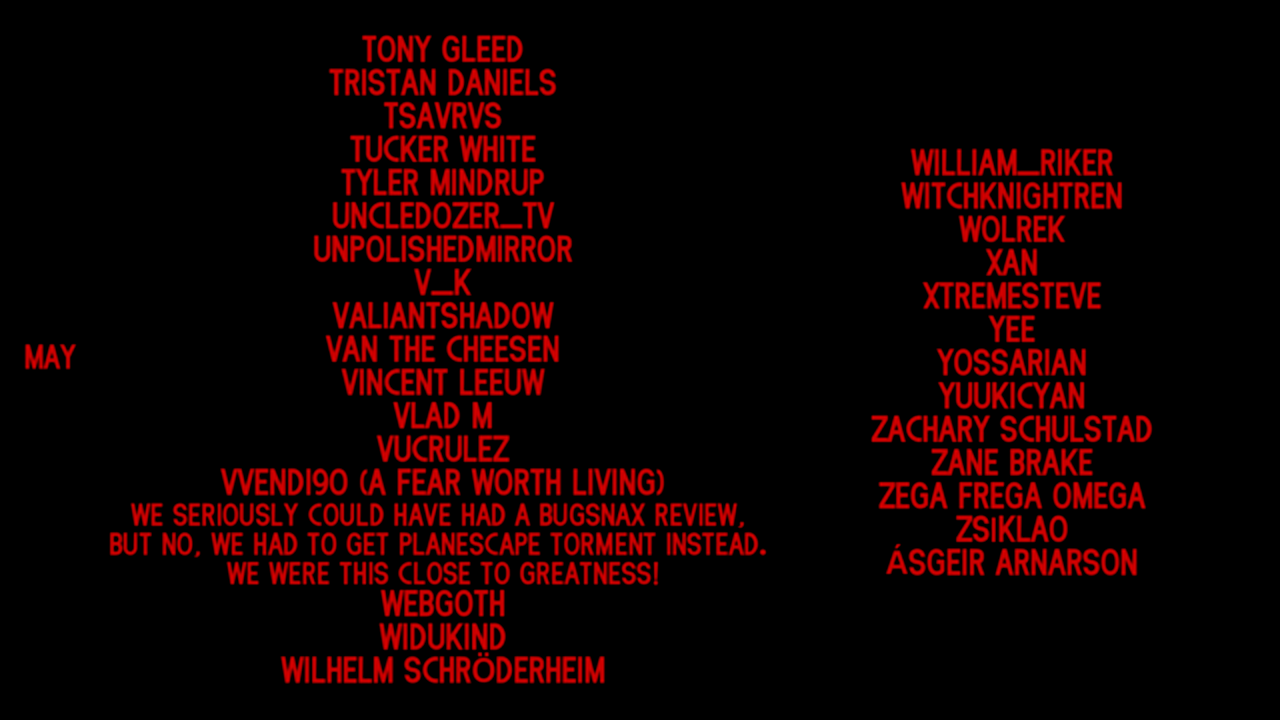 MAY
TONY GLEED
TRISTAN DANIELS
TSAVRVS
TUCKER WHITE
TYLER MINDRUP
UNCLEDOZER_TV
UNPOLISHEDMIRROR
V_K
VALIANTSHADOW
VAN THE CHEESEN
VINCENT LEEUW
VLAD M
VUCRULEZ
VVENDI90 (A FEAR WORTH LIVING)
WE SERIOUSLY COULD HAVE HAD A BUGSNAX REVIEW,
BUT NO, WE HAD TO GET PLANESCAPE TORMENT INSTEAD.
WE WERE THIS CLOSE TO GREATNESS!
WEBGOTH
WIDUKIND
WILHELM SCHRÖDERHEIM
WILLIAM_RIKER
WITCHKNIGHTREN
WOLREK
XAN
XTREMESTEVE
YEE
YOSSARIAN
YUUKICYAN
ZACHARY SCHULSTAD
ZANE BRAKE
ZEGA FREGA OMEGA
ZSIKLAO
ÁSGEIR ARNARSON